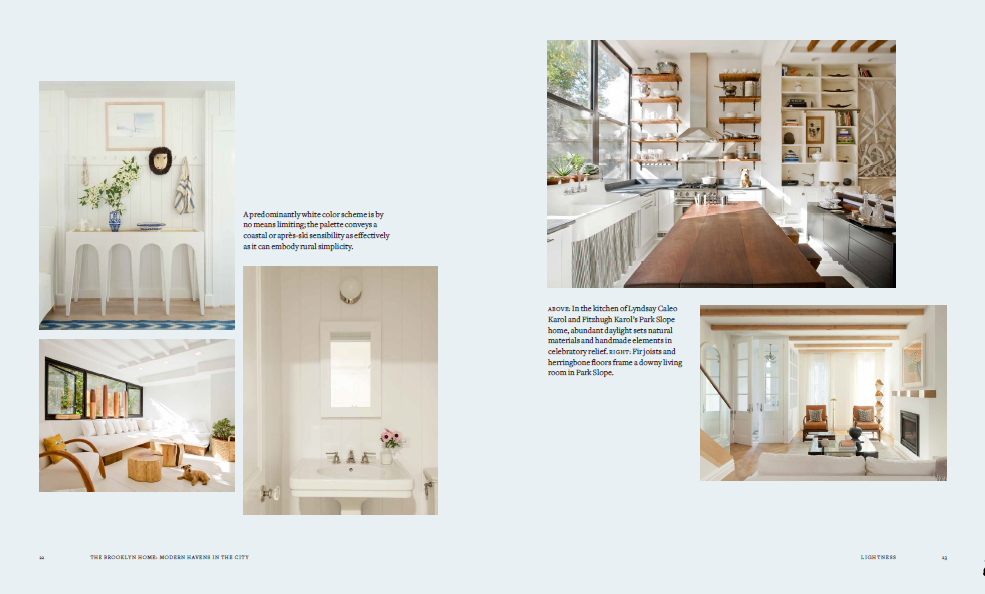 A predominantly white color scheme is by
no means limiting; the palette conveys a
coastal or après-ski sensibility as effectively
as it can embody rural simplicity.
ABOVE: In the kitchen of Lyndsay Caleo
Karol and Fitzhugh Karol's Park Slope
home, abundant daylight sets natural
materials and handmade elements in
celebratory relief. RIGHT: Fir joists and
herringbone floors frame a downy living
room in Park Slope.
22
THE BROOKLYN HOME: MODERN HAVENS IN THE CITY
LIGHTNESS
23